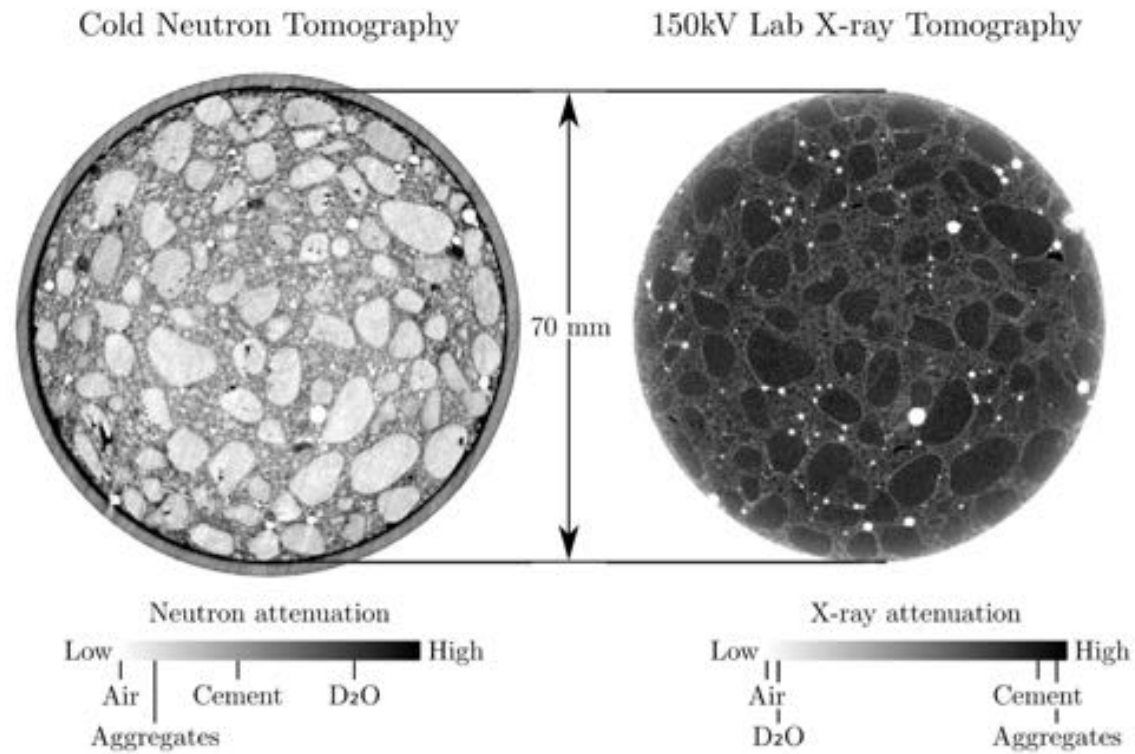 Cold Neutron Tomography
150kV Lab X-ray Tomography
70 mm
Neutron attenuation
Low
High
Air
Cement
D2O
Aggregates
X-ray attenuation
Low
High
Air
Cement
D2O
Aggregates